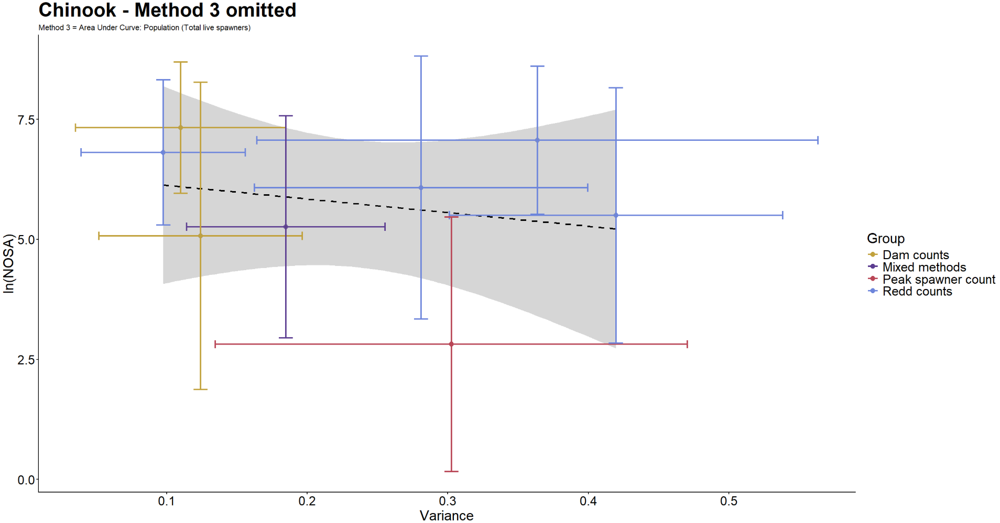 Chinook - Method 3 omitted
Method 3 = Area Under Curve: Population (Total live spawners)
ln(NOSA)
7.5
5.0
2.5
0.0
0.1
0.2
0.3
0.4
0.5
Variance
Group
Dam counts
Mixed methods
Peak spawner count
Redd counts